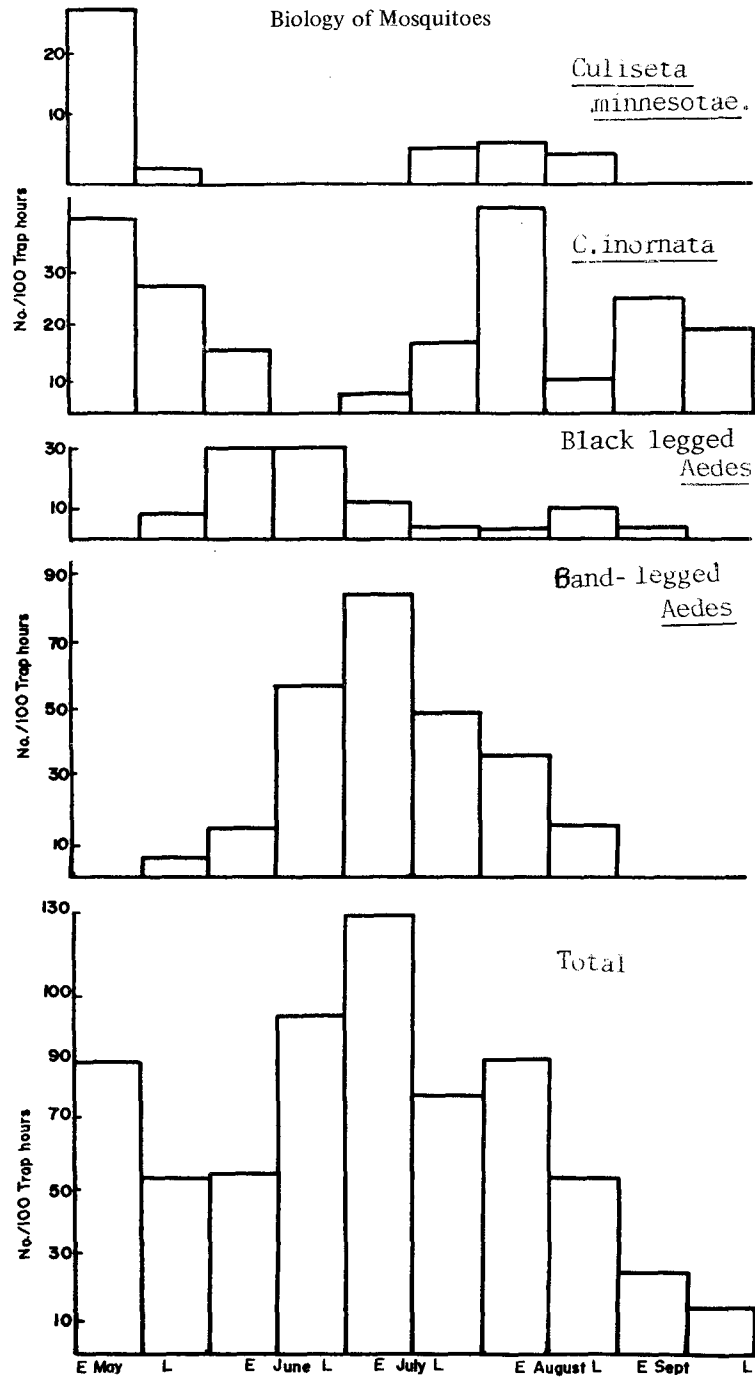 Biology of Mosquitoes
Culiseta
minnesotae.
20
10
No./100 Trap hours
C.inornata
30
20
10
Black legged
Aedes
30
10
Band-legged
Aedes
No./100 Trap hours
90
70
50
30
10
Total
No./100 Trap hours
130
100
90
70
50
30
10
E May L E June L E July L E August L E Sept L